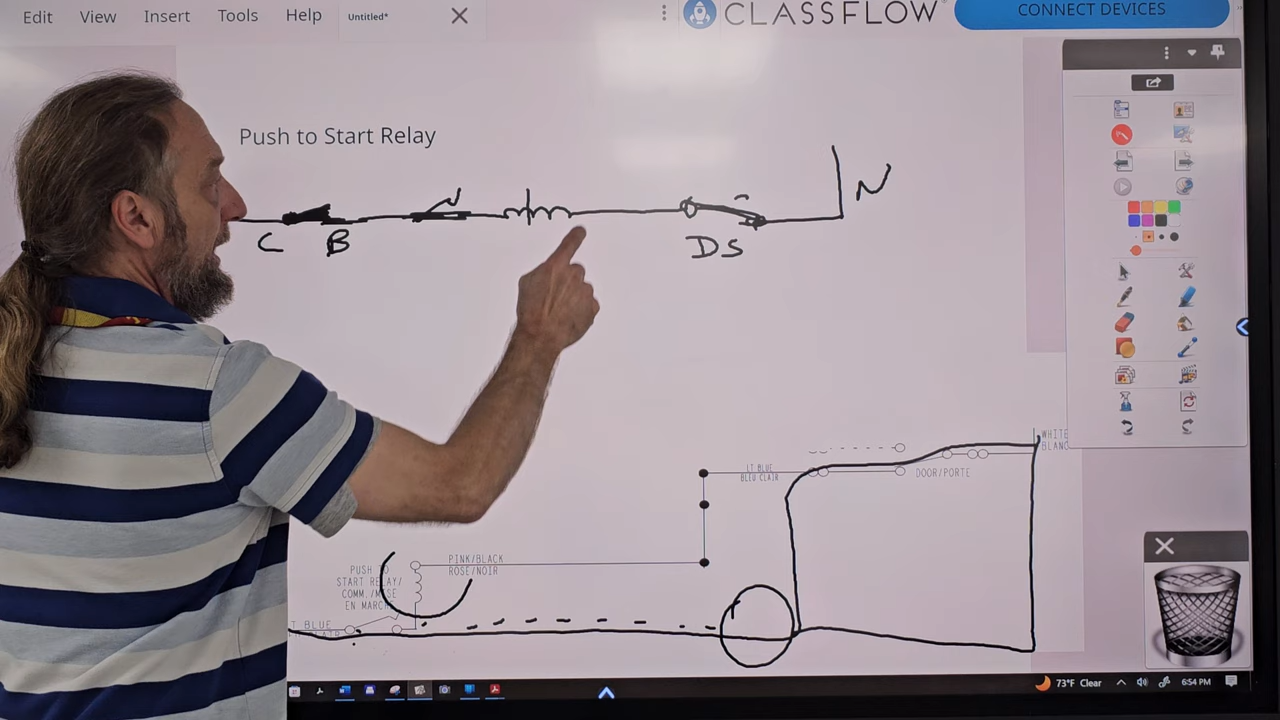 Edit View Insert Tools Help Untitled* CLASSFLOW CONNECT DEVICES
Push to Start Relay
N
C B DS
WHITE
BLANC
LT BLUE
BLEU CLAIR
DOOR/PORTE
PINK/BLACK
ROSE/NOIR
PUSH TO
START RELAY/
COMM./MISE
EN MARCHE
LT BLUE
73°F Clear 6:54 PM